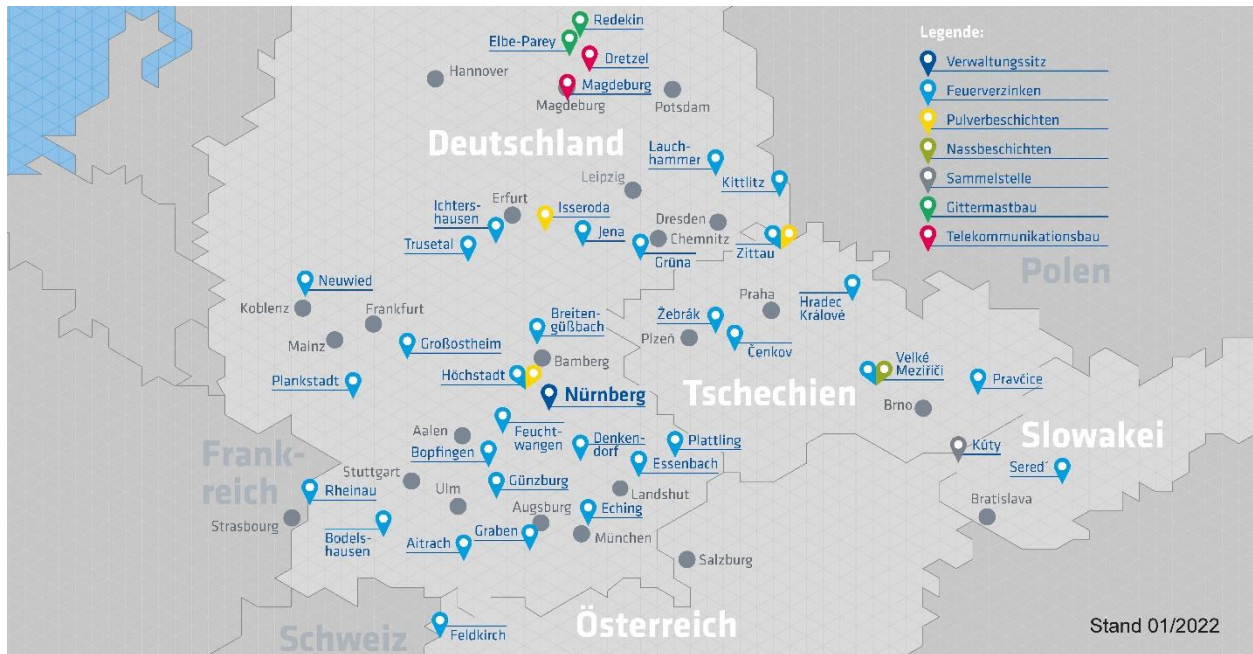 Redekin
Elbe-Parey
Dretzel
Hannover
Magdeburg
Magdeburg
Potsdam
Deutschland
Legende:
Verwaltungssitz
Feuerverzinken
Pulverbeschichten
Nassbeschichten
Sammelstelle
Gittermastbau
Telekommunikationsbau
Polen
Lauch-
hammer
Leipzig
Kittlitz
Ichters-
hausen
Erfurt
Isseroda
Dresden
Jena
Chemnitz
Trusetal
Grüna
Zittau
Neuwied
Koblenz
Frankfurt
Mainz
Großostheim
Breiten-
güßbach
Bamberg
Praha
Hradec
Králové
Žebrák
Plzeň
Čenkov
Plankstadt
Höchstadt
Nürnberg
Velké
Meziříčí
Tschechien
Pravčice
Brno
Slowakei
Feucht-
wangen
Aalen
Bopfingen
Denken-
dorf
Plattling
Essenbach
Kúty
Sered´
Frank-
reich
Stuttgart
Rheinau
Ulm
Günzburg
Landshut
Bratislava
Strasbourg
Augsburg
Eching
Bodels-
hausen
Aitrach
Graben
München
Salzburg
Österreich
Schweiz
Feldkirch
Stand 01/2022